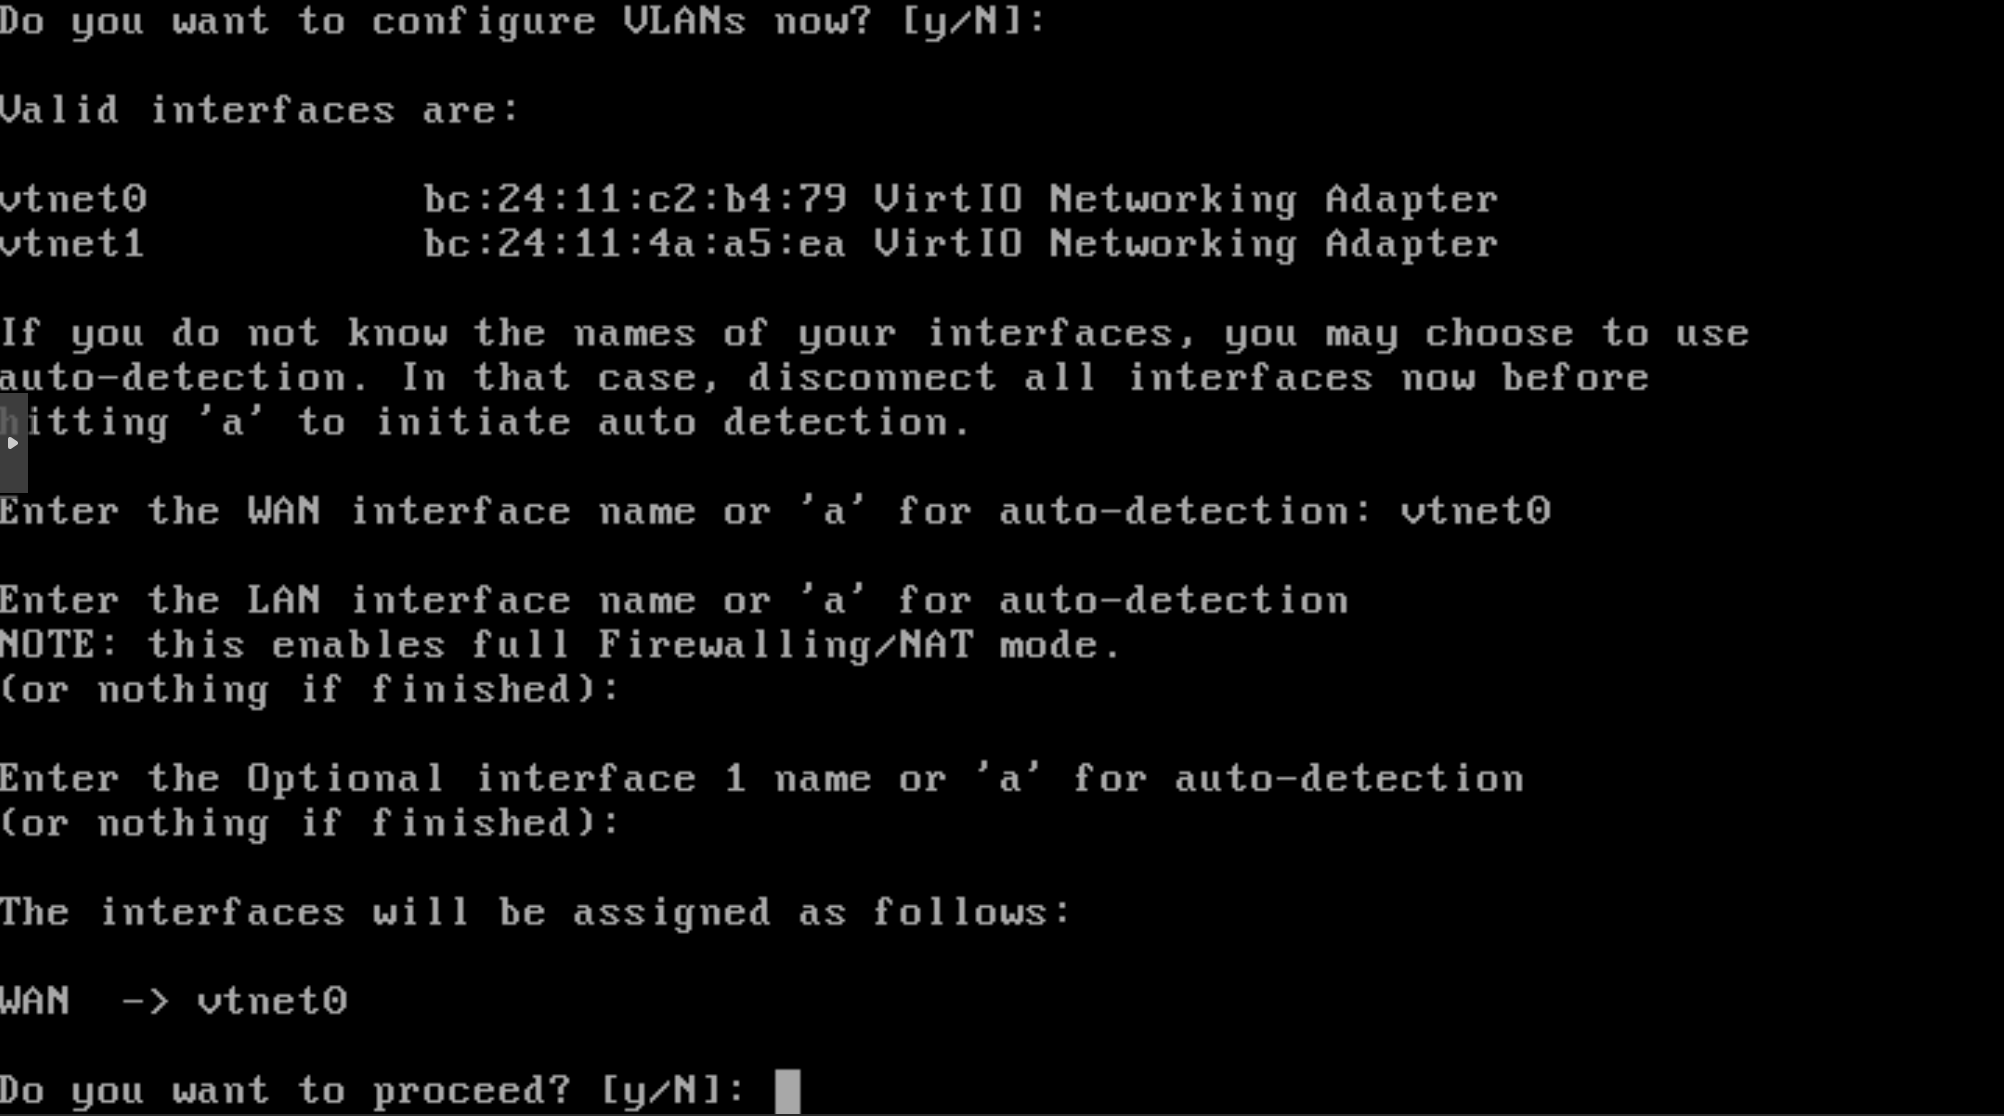 Do you want to configure VLANs now? [y/N]:
Valid interfaces are:
vtnet0 bc:24:11:c2:b4:79 VirtIO Networking Adapter
vtnet1 bc:24:11:4a:a5:ea VirtIO Networking Adapter
If you do not know the names of your interfaces, you may choose to use
auto-detection. In that case, disconnect all interfaces now before
hitting 'a' to initiate auto detection.
Enter the WAN interface name or 'a' for auto-detection: vtnet0
Enter the LAN interface name or 'a' for auto-detection
NOTE: this enables full Firewalling/NAT mode.
(or nothing if finished):
Enter the Optional interface 1 name or 'a' for auto-detection
(or nothing if finished):
The interfaces will be assigned as follows:
WAN -> vtnet0
Do you want to proceed? [y/N]: